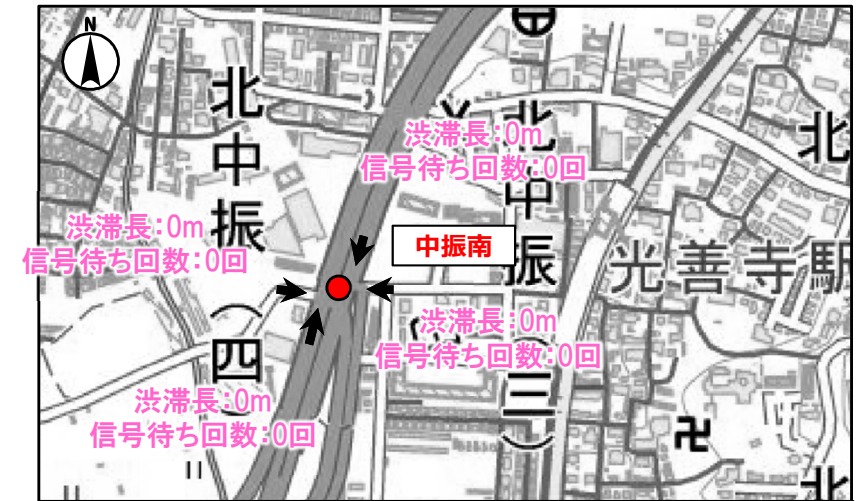 N
北中振(四)
渋滞長:0m
信号待ち回数:0回
北中振(三)
北
渋滞長:0m
信号待ち回数:0回
中振南
光善寺駅
渋滞長:0m
信号待ち回数:0回
渋滞長:0m
信号待ち回数:0回
北